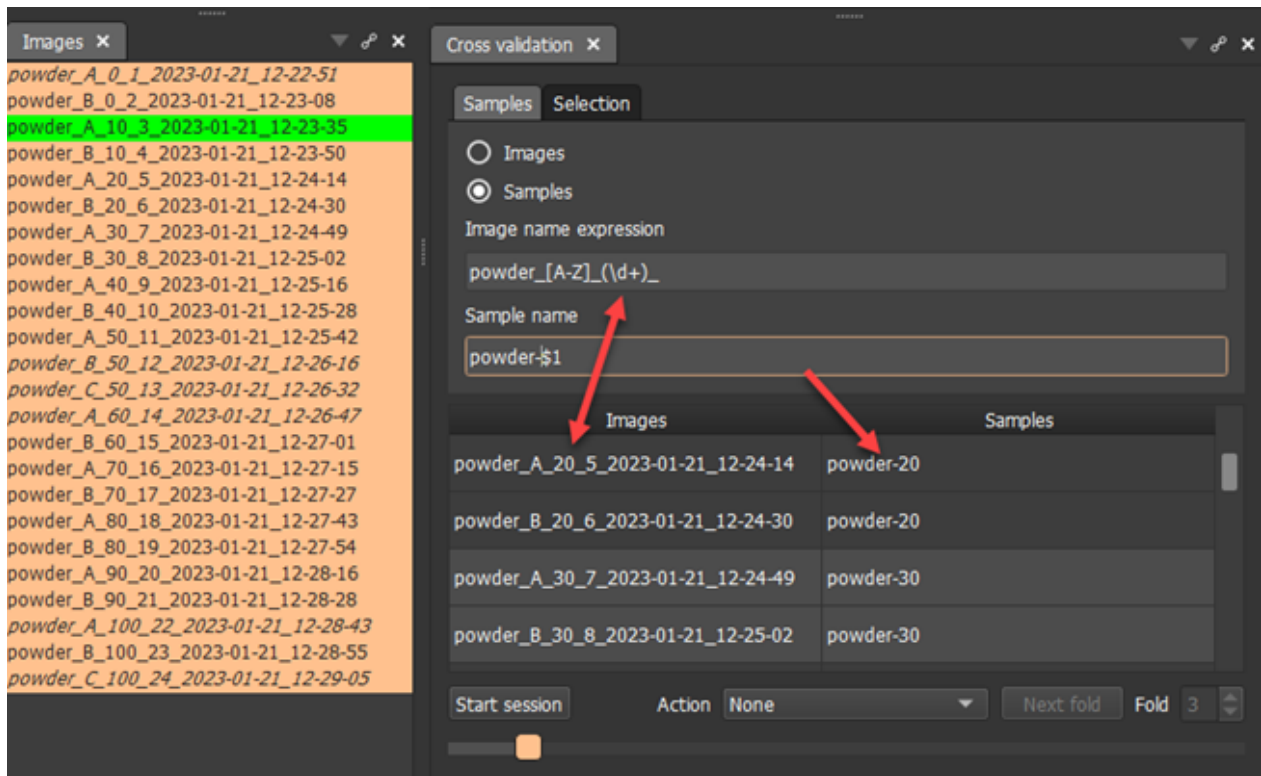 Images
powder_A_0_1_2023-01-21_12-22-51
powder_B_0_2_2023-01-21_12-23-08
powder_A_10_3_2023-01-21_12-23-35
powder_B_10_4_2023-01-21_12-23-50
powder_A_20_5_2023-01-21_12-24-14
powder_B_20_6_2023-01-21_12-24-30
powder_A_30_7_2023-01-21_12-24-49
powder_B_30_8_2023-01-21_12-25-02
powder_A_40_9_2023-01-21_12-25-16
powder_B_40_10_2023-01-21_12-25-28
powder_A_50_11_2023-01-21_12-25-42
powder_B_50_12_2023-01-21_12-26-16
powder_C_50_13_2023-01-21_12-26-32
powder_A_60_14_2023-01-21_12-26-47
powder_B_60_15_2023-01-21_12-27-01
powder_A_70_16_2023-01-21_12-27-15
powder_B_70_17_2023-01-21_12-27-27
powder_A_80_18_2023-01-21_12-27-43
powder_B_80_19_2023-01-21_12-27-54
powder_A_90_20_2023-01-21_12-28-16
powder_B_90_21_2023-01-21_12-28-28
powder_A_100_22_2023-01-21_12-28-43
powder_B_100_23_2023-01-21_12-28-55
powder_C_100_24_2023-01-21_12-29-05
Cross validation
Samples Selection
Images
Samples
Image name expression
powder_[A-Z]_(\d+)_
Sample name
powder-$1
Images Samples
powder_A_20_5_2023-01-21_12-24-14 powder-20
powder_B_20_6_2023-01-21_12-24-30 powder-20
powder_A_30_7_2023-01-21_12-24-49 powder-30
powder_B_30_8_2023-01-21_12-25-02 powder-30
Start session Action None Next fold Fold 3